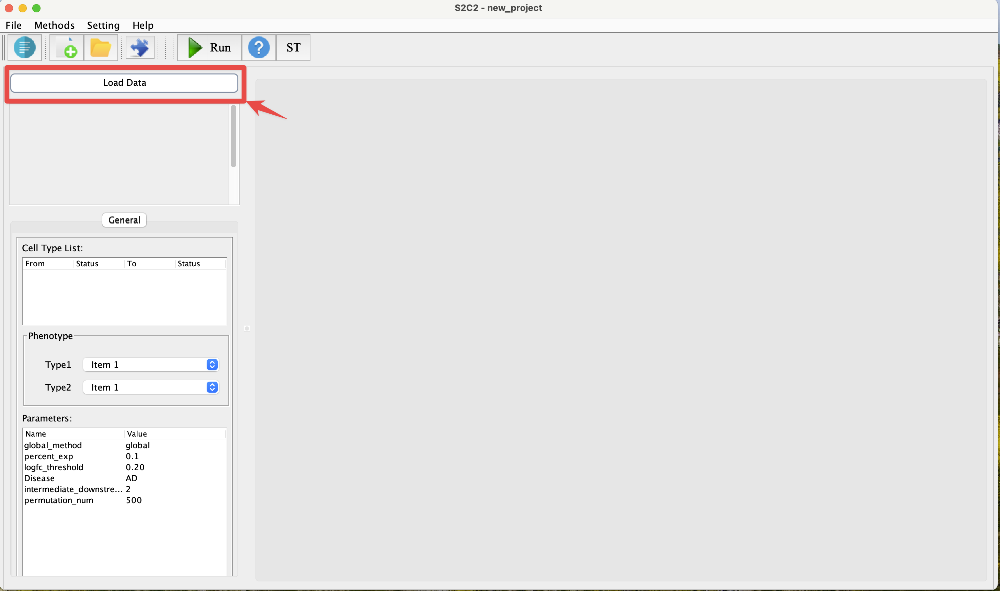 S2C2 - new_project
File Methods Setting Help
Run ? ST
Load Data
General
Cell Type List:
From Status To Status
Phenotype
Type1 Item 1
Type2 Item 1
Parameters:
Name Value
global_method global
percent_exp 0.1
logfc_threshold 0.20
Disease AD
intermediate_downstre... 2
permutation_num 500